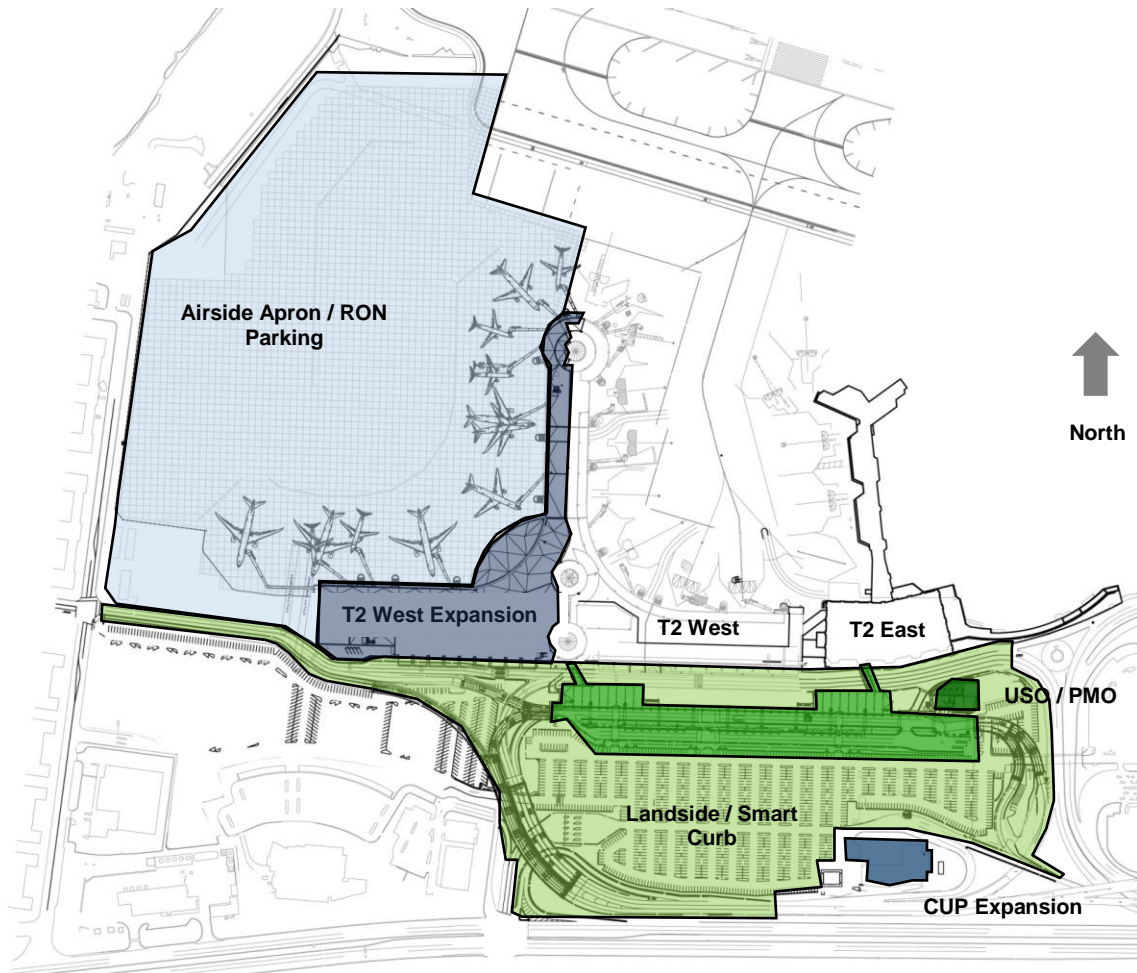 Airside Apron / RON
Parking
North
T2 West Expansion
T2 West
T2 East
USO / PMO
Landside / Smart
Curb
CUP Expansion